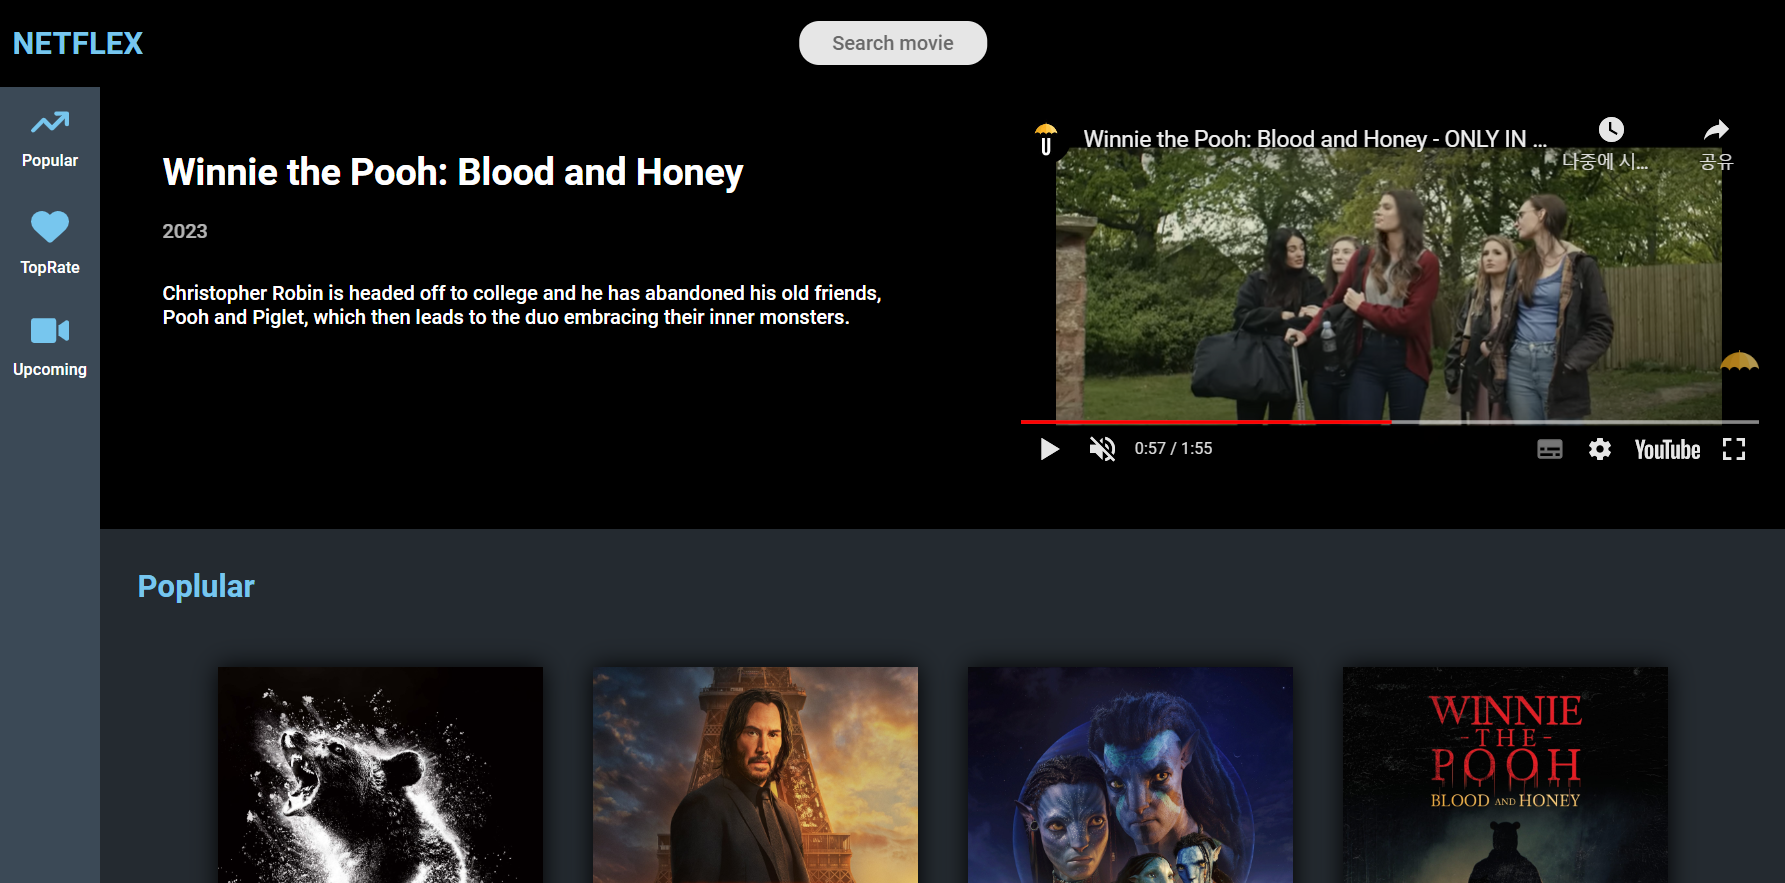 NETFLEX
Search movie
Popular
TopRate
Upcoming
Winnie the Pooh: Blood and Honey
2023
Christopher Robin is headed off to college and he has abandoned his old friends,
Pooh and Piglet, which then leads to the duo embracing their inner monsters.
U
Winnie the Pooh: Blood and Honey - ONLY IN ...
나중에 시...
공유
0:57 / 1:55
YouTube
Poplular
WINNIE
-THE-
POOH
BLOOD AND HONEY